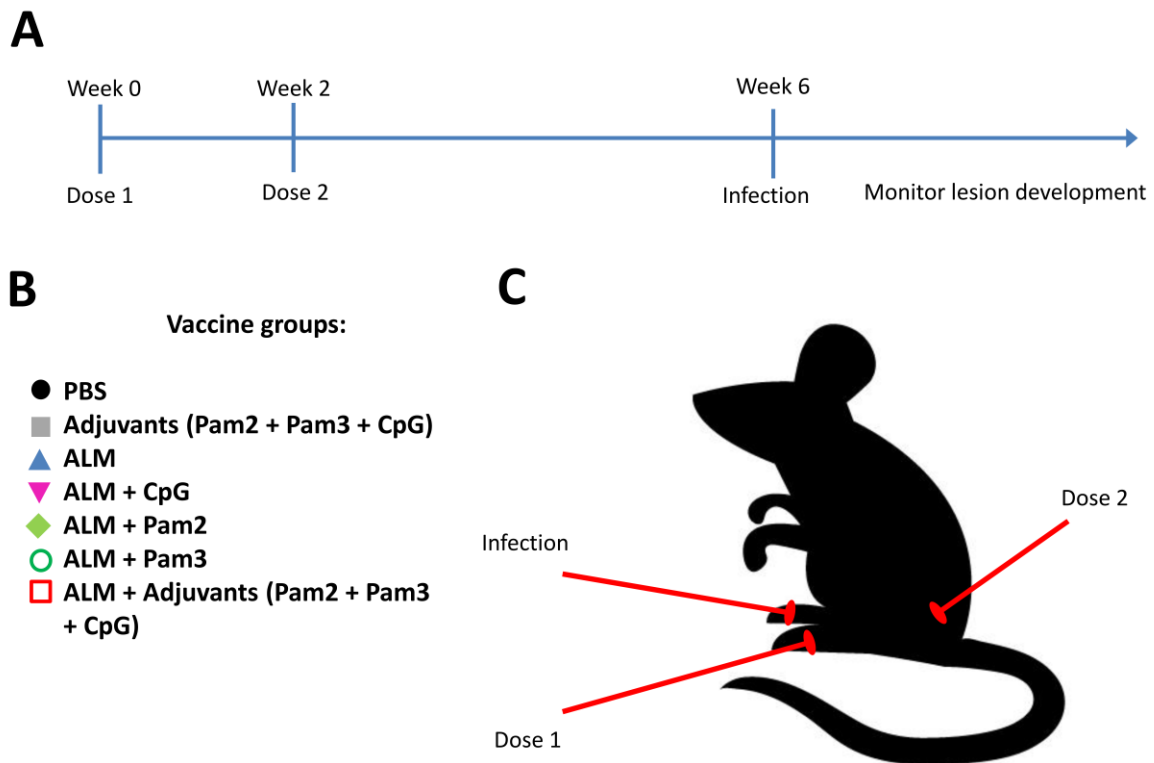 A
Week 0
Week 2
Week 6
Dose 1
Dose 2
Infection
Monitor lesion development
B
Vaccine groups:
PBS
Adjuvants (Pam2 + Pam3 + CpG)
ALM
ALM + CpG
ALM + Pam2
ALM + Pam3
ALM + Adjuvants (Pam2 + Pam3
+ CpG)
C
Dose 2
Infection
Dose 1